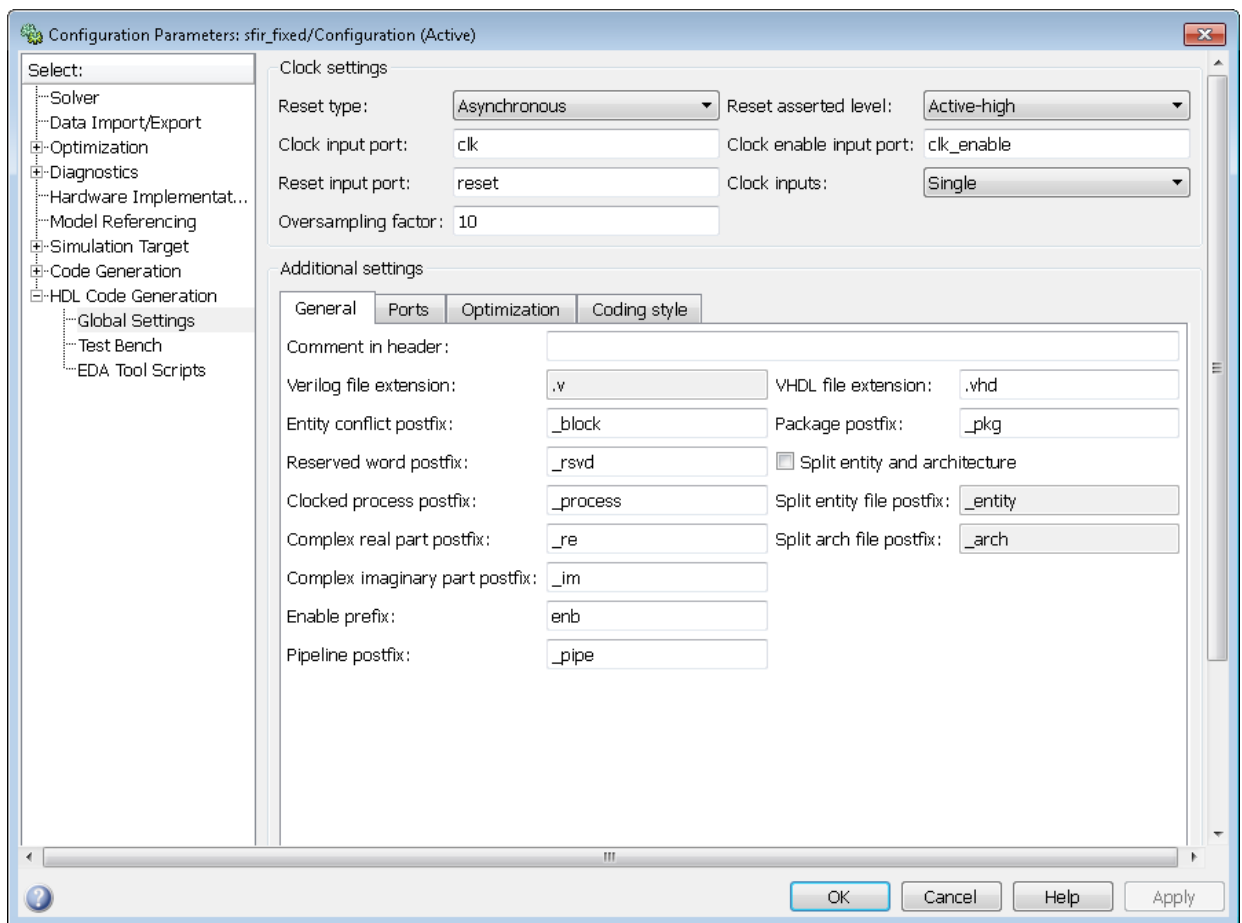 Configuration Parameters: sfir_fixed/Configuration (Active)
Select:
Solver
Data Import/Export
Optimization
Diagnostics
Hardware Implementat...
Model Referencing
Simulation Target
Code Generation
HDL Code Generation
Global Settings
Test Bench
EDA Tool Scripts
Clock settings
Reset type: Asynchronous Reset asserted level: Active-high
Clock input port: clk Clock enable input port: clk_enable
Reset input port: reset Clock inputs: Single
Oversampling factor: 10
Additional settings
General Ports Optimization Coding style
Comment in header:
Verilog file extension: .v VHDL file extension: .vhd
Entity conflict postfix: _block Package postfix: _pkg
Reserved word postfix: _rsvd Split entity and architecture
Clocked process postfix: _process Split entity file postfix: _entity
Complex real part postfix: _re Split arch file postfix: _arch
Complex imaginary part postfix: _im
Enable prefix: enb
Pipeline postfix: _pipe
OK Cancel Help Apply